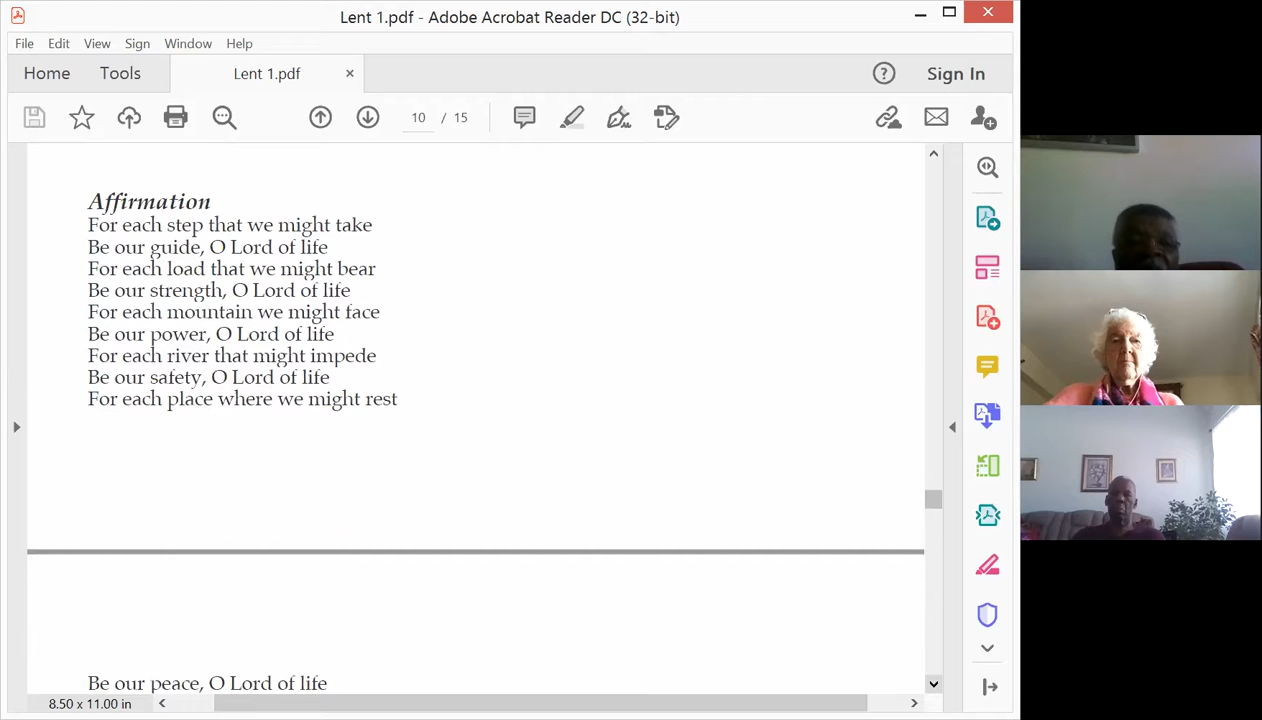 Lent 1.pdf - Adobe Acrobat Reader DC (32-bit)
File Edit View Window Help
Home Tools Lent 1.pdf Sign In
10 / 15
Affirmation
For each step that we might take
Be our guide, O Lord of life
For each load that we might bear
Be our strength, O Lord of life
For each mountain we might face
Be our power, O Lord of life
For each river that might impede
Be our safety, O Lord of life
For each place where we might rest
Be our peace, O Lord of life
8.50 x 11.00 in